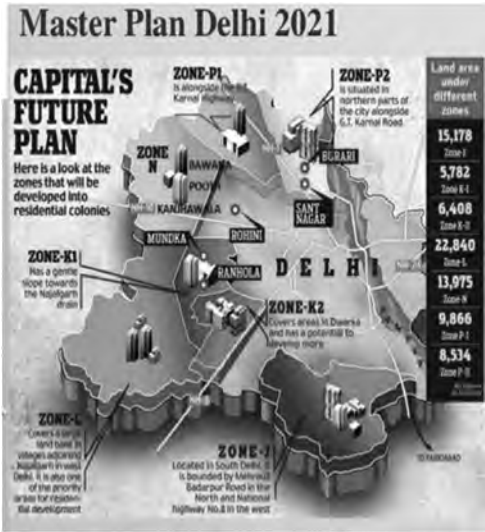 Master Plan Delhi 2021
CAPITAL'S
FUTURE
PLAN
Here is a look at the
zones that will be
developed into
residential colonies
ZONE-P1
is alongside the G.T.
Karnal Highway
ZONE-P2
is situated in
northern parts of
the city alongside
G.T. Karnal Road
ZONE
N
BAWANA
POOTH
KANJHAWALA
BURARI
SANT
NAGAR
ROHINI
MUNDKA
RANHOLA
DELHI
ZONE-K1
Has a gentle
slope towards
the Najafgarh
drain
ZONE-K2
Covers areas in Dwarka
and has a potential to
develop more
ZONE-L
Covers a large
land bank in
villages adjoining
Najafgarh in west
Delhi. It is also one
of the priority
areas for residen-
tial development
ZONE-J
Located in South Delhi. It
is bounded by Mehrauli
Badarpur Road in the
North and National
highway No.8 in the west
TO FARIDABAD
Land area
under
different
zones
15,178
Zone-J
5,782
Zone K-I
6,408
Zone K-II
22,840
Zone-L
13,975
Zone-N
9,866
Zone P-I
8,534
Zone P-II